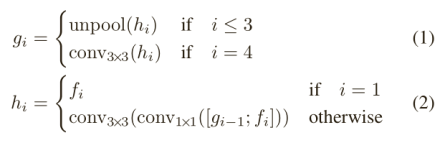 g_i = { unpool(h_i) if i ≤ 3
conv_{3×3}(h_i) if i = 4 (1)
h_i = { f_i if i = 1
conv_{3×3}(conv_{1×1}([g_{i−1}; f_i])) otherwise (2)